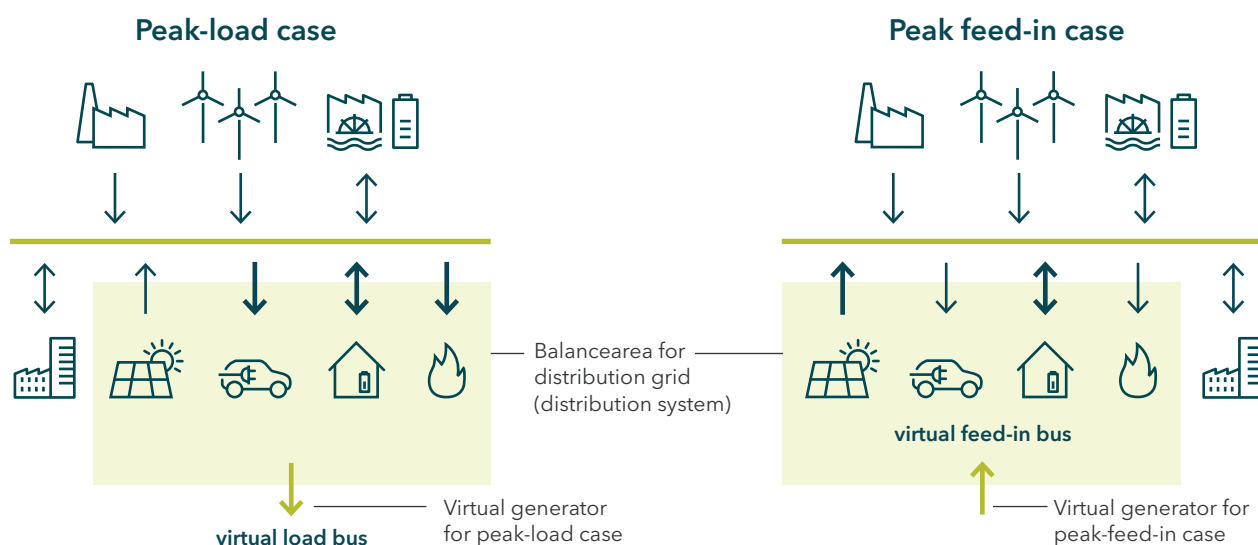 Peak-load case
Peak feed-in case
Balancearea for
distribution grid
(distribution system)
virtual feed-in bus
Virtual generator
for peak-load case
virtual load bus
Virtual generator for
peak-feed-in case